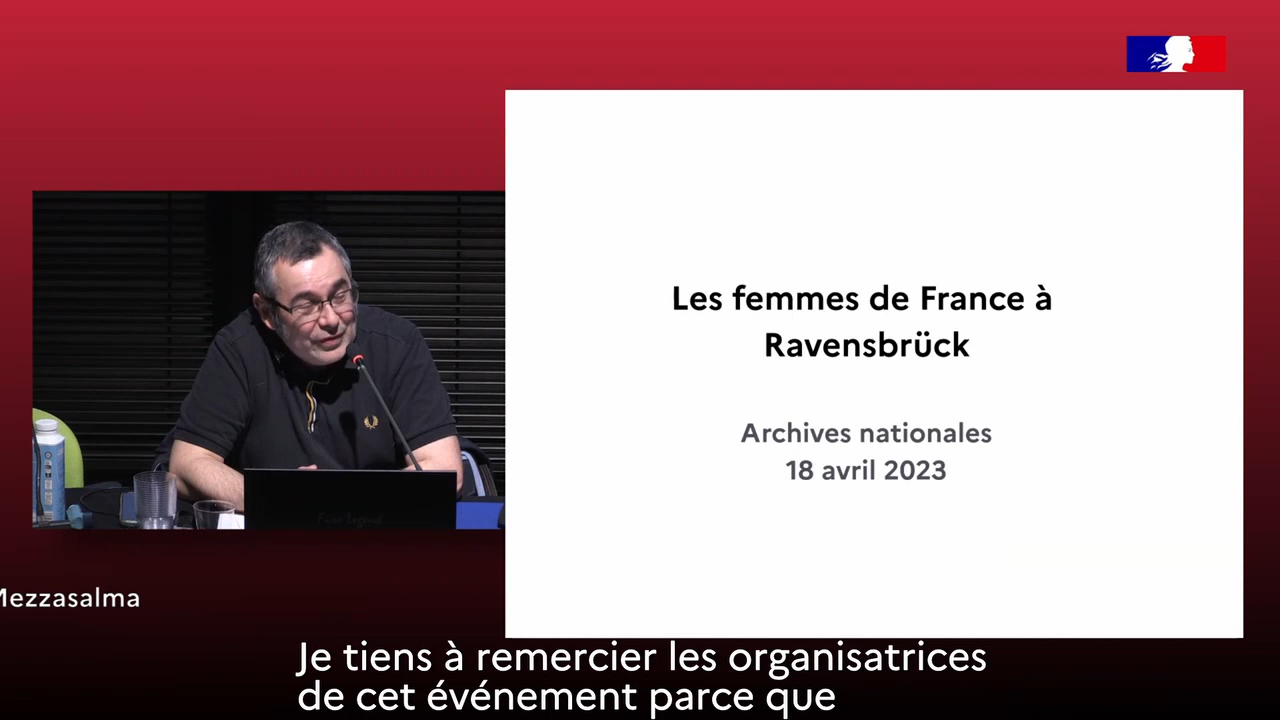 Les femmes de France à
Ravensbrück
Archives nationales
18 avril 2023
Mezzasalma
Je tiens à remercier les organisatrices
de cet événement parce que